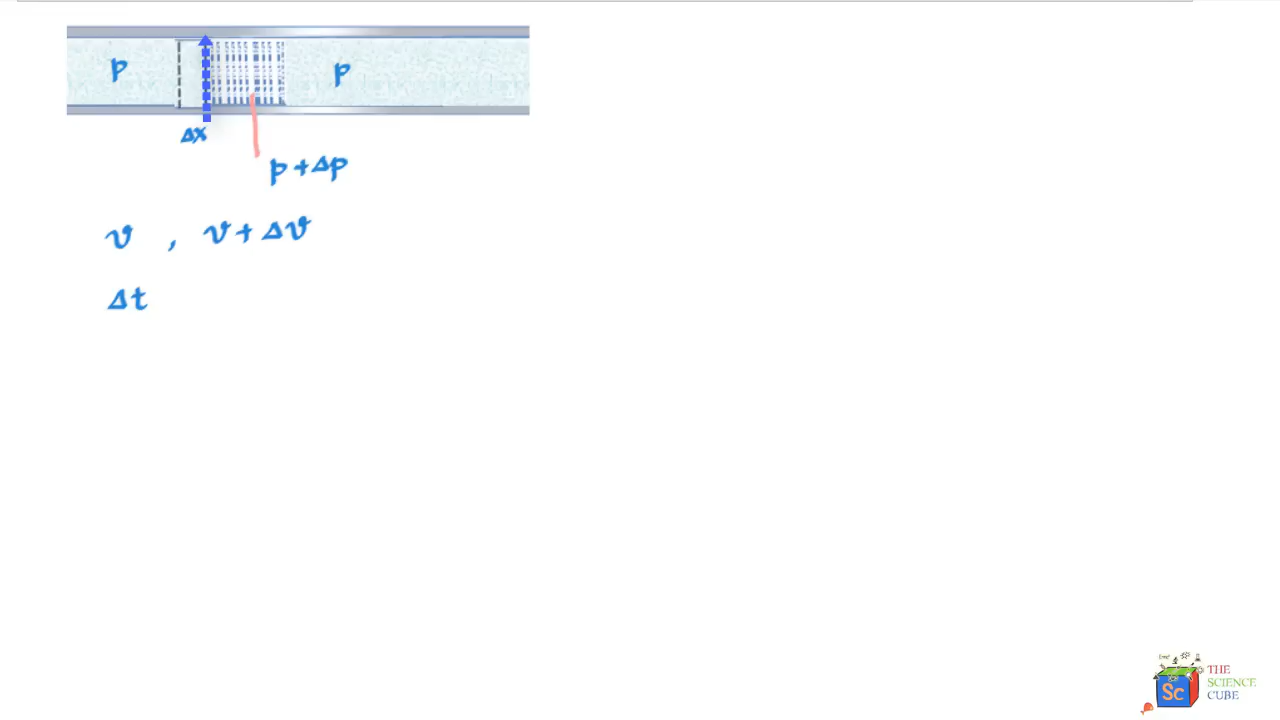 p p
Δx
p + Δp
v , v + Δv
Δt
Sc
THE
SCIENCE
CUBE